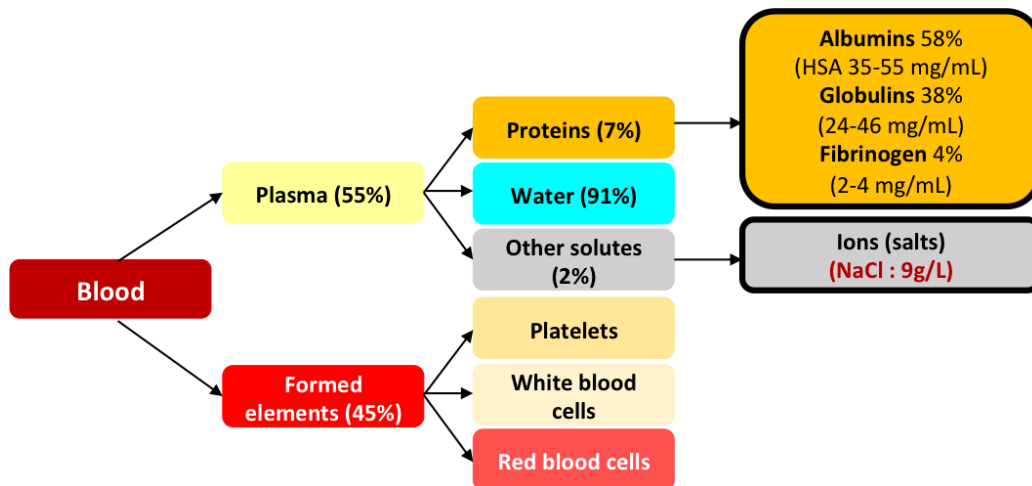 Blood
Plasma (55%)
Formed
elements (45%)
Proteins (7%)
Water (91%)
Other solutes
(2%)
Platelets
White blood
cells
Red blood cells
Albumins 58%
(HSA 35-55 mg/mL)
Globulins 38%
(24-46 mg/mL)
Fibrinogen 4%
(2-4 mg/mL)
Ions (salts)
(NaCl : 9g/L)